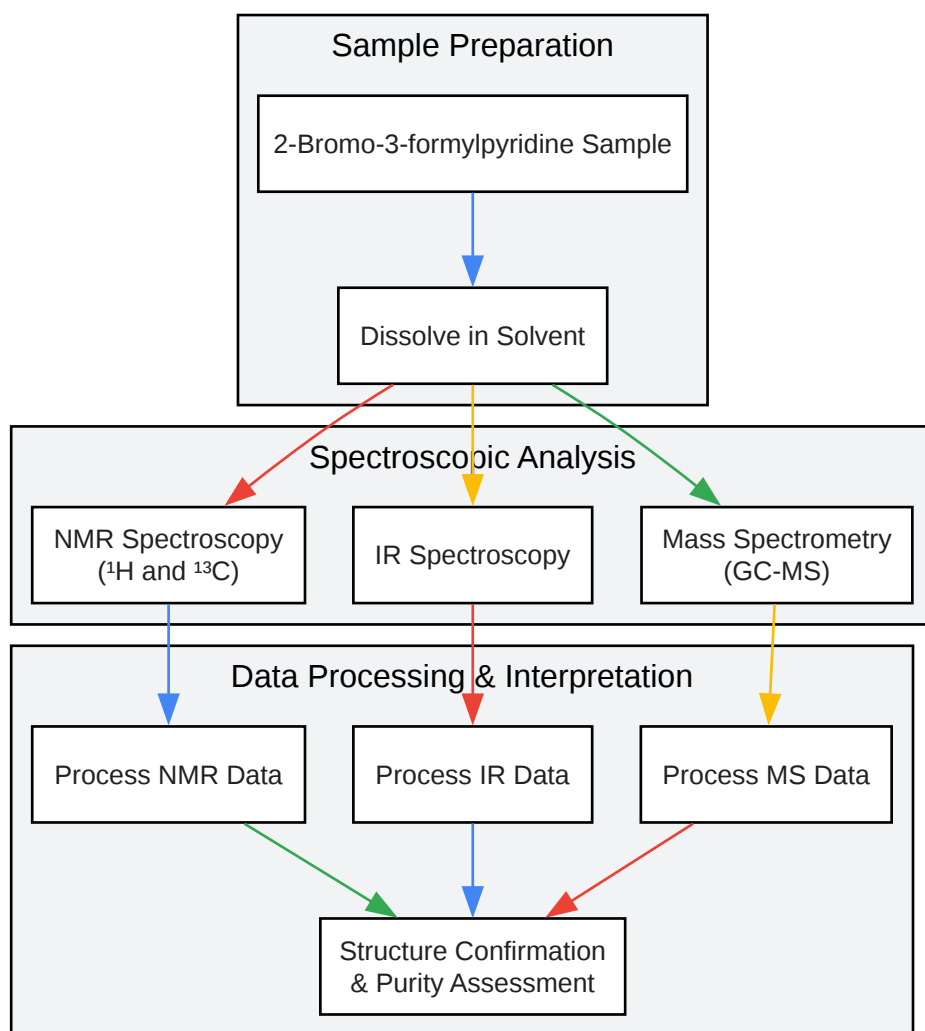 Sample Preparation
2-Bromo-3-formylpyridine Sample
Dissolve in Solvent
Spectroscopic Analysis
NMR Spectroscopy
(¹H and ¹³C)
IR Spectroscopy
Mass Spectrometry
(GC-MS)
Data Processing & Interpretation
Process NMR Data
Process IR Data
Process MS Data
Structure Confirmation
& Purity Assessment